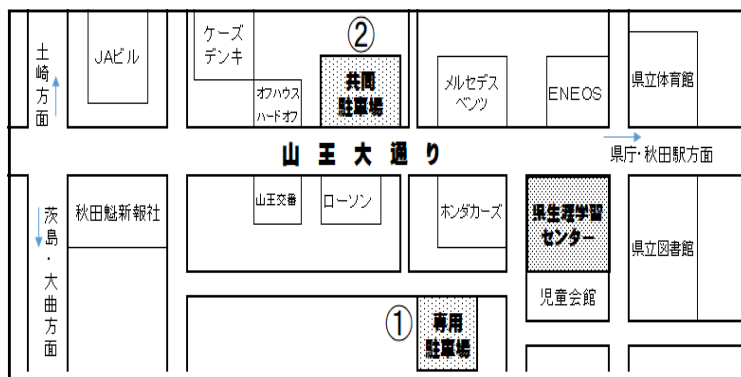 土崎方面
JAビル
ケーズ
デンキ
オフハウス
ハードオフ
②
共同
駐車場
メルセデス
ベンツ
ENEOS
県立体育館
山王大通り
県庁・秋田駅方面
茨島・大曲方面
秋田魁新報社
山王交番
ローソン
ホンダカーズ
県生涯学習
センター
県立図書館
児童会館
①
専用
駐車場